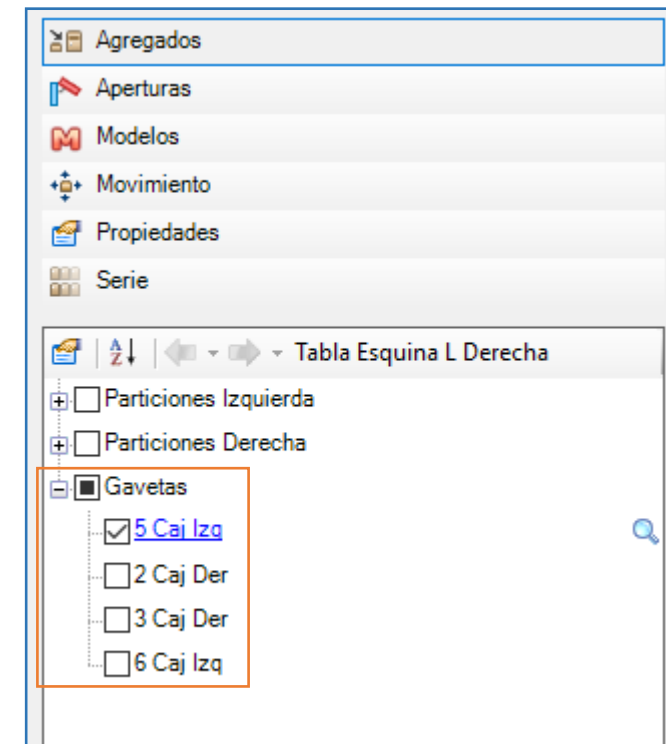 Agregados
Aperturas
Modelos
Movimiento
Propiedades
Serie
Tabla Esquina L Derecha
Particiones Izquierda
Particiones Derecha
Gavetas
5 Caj Izq
2 Caj Der
3 Caj Der
6 Caj Izq